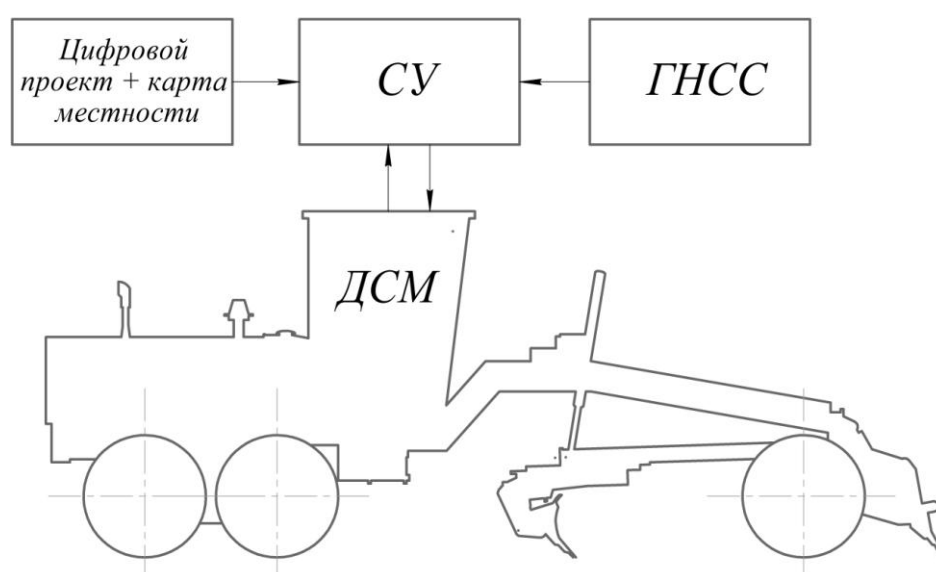 Цифровой
проект + карта
местности
СУ
ГНСС
ДСМ